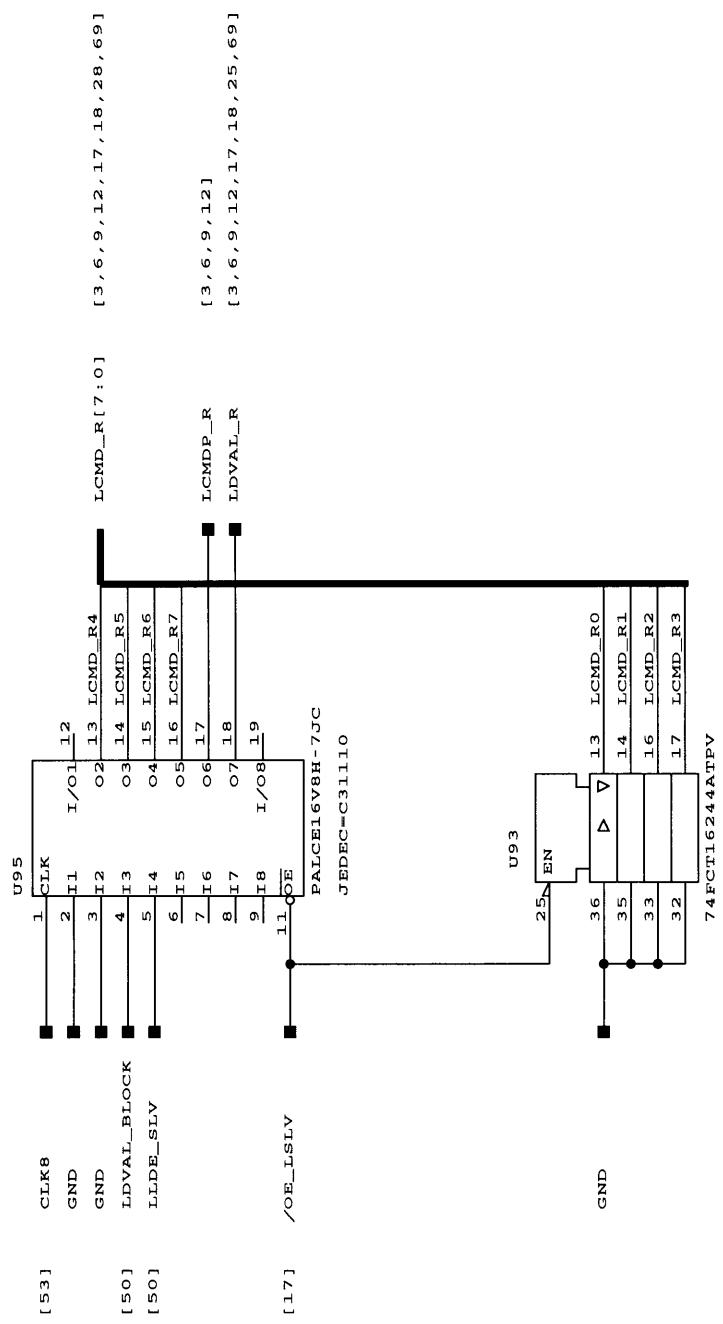 U95
[53] CLK8 1 CLK
I/O1 12
[3,6,9,12,17,18,28,69]
LCMD_R[7:0]
GND 2 I1
O2 13 LCMD_R4
GND 3 I2
O3 14 LCMD_R5
[50] LDVAL_BLOCK 4 I3
O4 15 LCMD_R6
[50] LLDE_SLV 5 I4
O5 16 LCMD_R7
6 I5
O6 17 LCMDP_R [3,6,9,12]
7 I6
O7 18 LDVAL_R [3,6,9,12,17,18,25,69]
8 I7
I/O8 19
9 I8
[17] /OE_LSLV 11 OE
PALCE16V8H-7JC
JEDEC=C31110
U93
25 EN
GND 36 13 LCMD_R0
35 14 LCMD_R1
33 16 LCMD_R2
32 17 LCMD_R3
74FCT16244ATPV